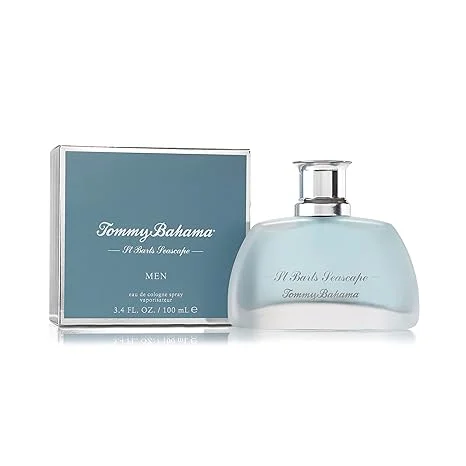 Tommy Bahama®
St Barts Seascape
MEN
eau de cologne spray
vaporisateur
3.4 FL. OZ. / 100 mL ℮
St Barts Seascape
Tommy Bahama